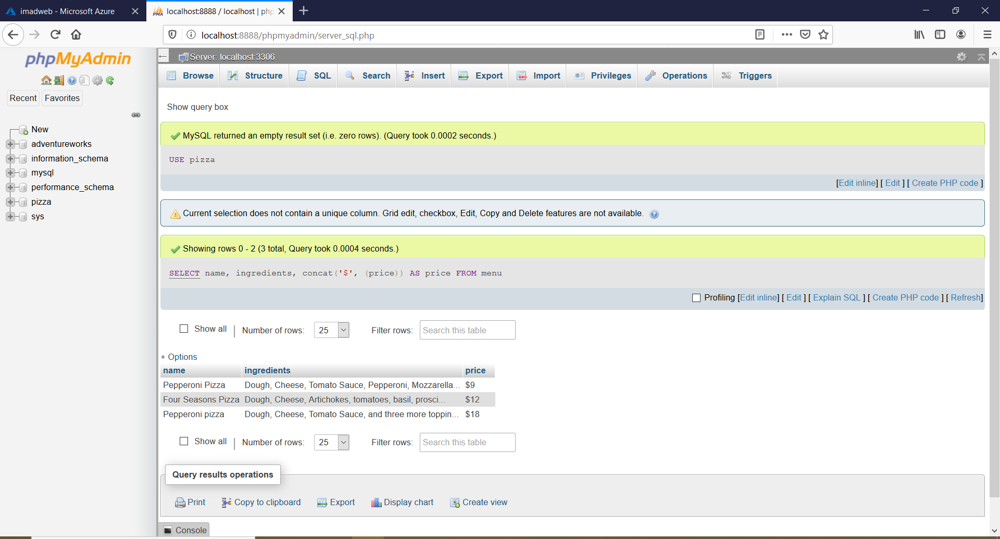 imadweb - Microsoft Azure
localhost:8888 / localhost | php
localhost:8888/phpmyadmin/server_sql.php
phpMyAdmin
Recent Favorites
New
adventureworks
information_schema
mysql
performance_schema
pizza
sys
Server: localhost:3306
Browse Structure SQL Search Insert Export Import Privileges Operations Triggers
Show query box
MySQL returned an empty result set (i.e. zero rows). (Query took 0.0002 seconds.)
USE pizza
[Edit inline] [ Edit ] [ Create PHP code ]
Current selection does not contain a unique column. Grid edit, checkbox, Edit, Copy and Delete features are not available.
Showing rows 0 - 2 (3 total, Query took 0.0004 seconds.)
SELECT name, ingredients, concat('$', (price)) AS price FROM menu
Profiling [Edit inline] [ Edit ] [ Explain SQL ] [ Create PHP code ] [ Refresh]
Show all | Number of rows: 25 Filter rows: Search this table
+ Options
name ingredients price
Pepperoni Pizza Dough, Cheese, Tomato Sauce, Pepperoni, Mozzarella... $9
Four Seasons Pizza Dough, Cheese, Artichokes, tomatoes, basil, prosci... $12
Pepperoni pizza Dough, Cheese, Tomato Sauce, and three more toppin... $18
Show all | Number of rows: 25 Filter rows: Search this table
Query results operations
Print Copy to clipboard Export Display chart Create view
Console